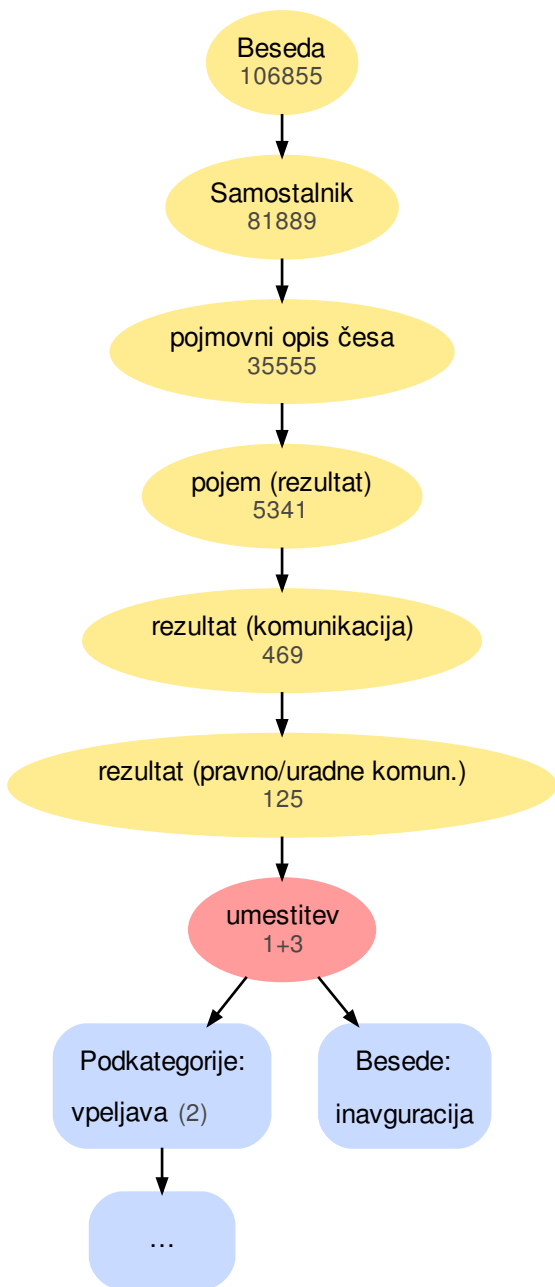 Beseda
106855
Samostalnik
81889
pojmovni opis česa
35555
pojem (rezultat)
5341
rezultat (komunikacija)
469
rezultat (pravno/uradne komun.)
125
umestitev
1+3
Podkategorije:
vpeljava (2)
Besede:
inavguracija
...